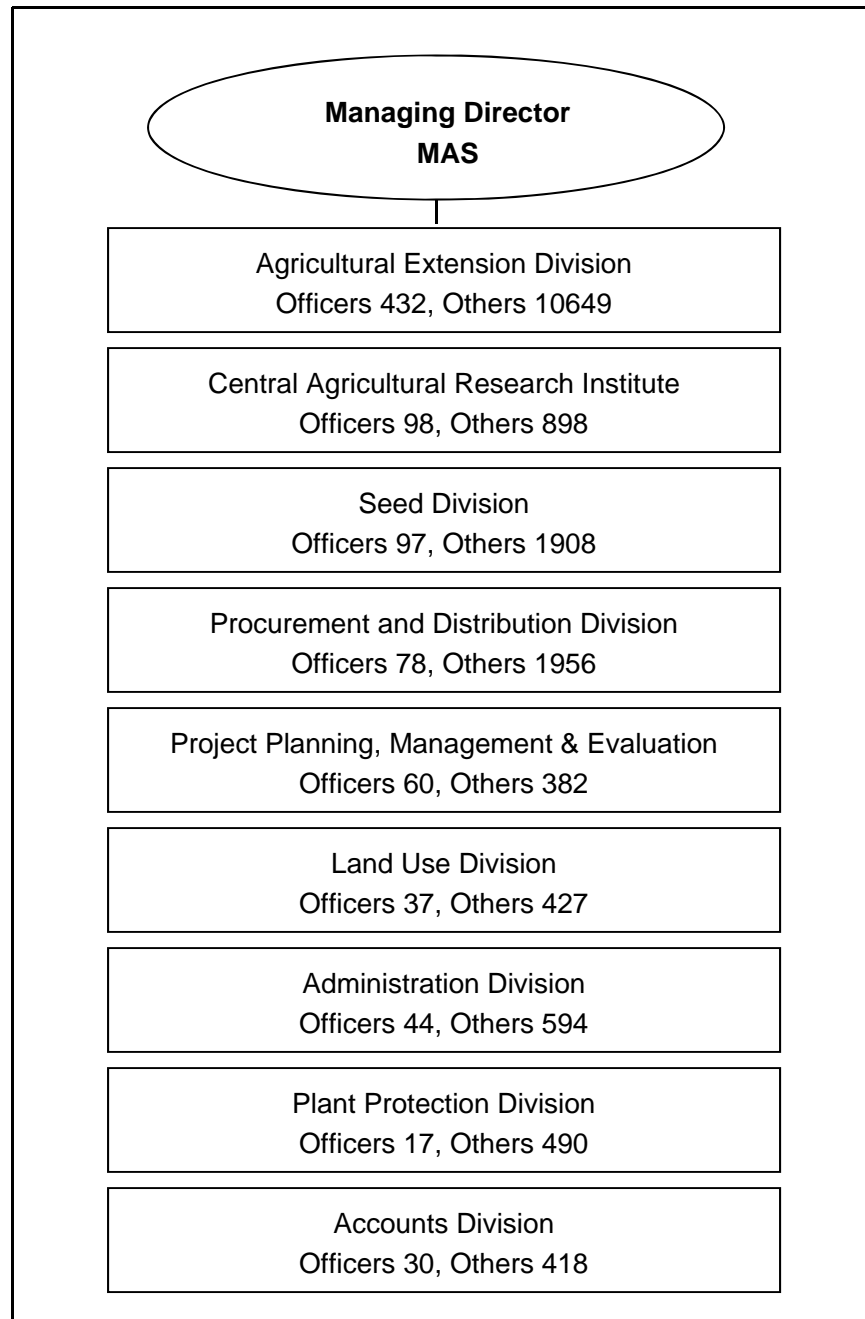 Managing Director
MAS
Agricultural Extension Division
Officers 432, Others 10649
Central Agricultural Research Institute
Officers 98, Others 898
Seed Division
Officers 97, Others 1908
Procurement and Distribution Division
Officers 78, Others 1956
Project Planning, Management & Evaluation
Officers 60, Others 382
Land Use Division
Officers 37, Others 427
Administration Division
Officers 44, Others 594
Plant Protection Division
Officers 17, Others 490
Accounts Division
Officers 30, Others 418